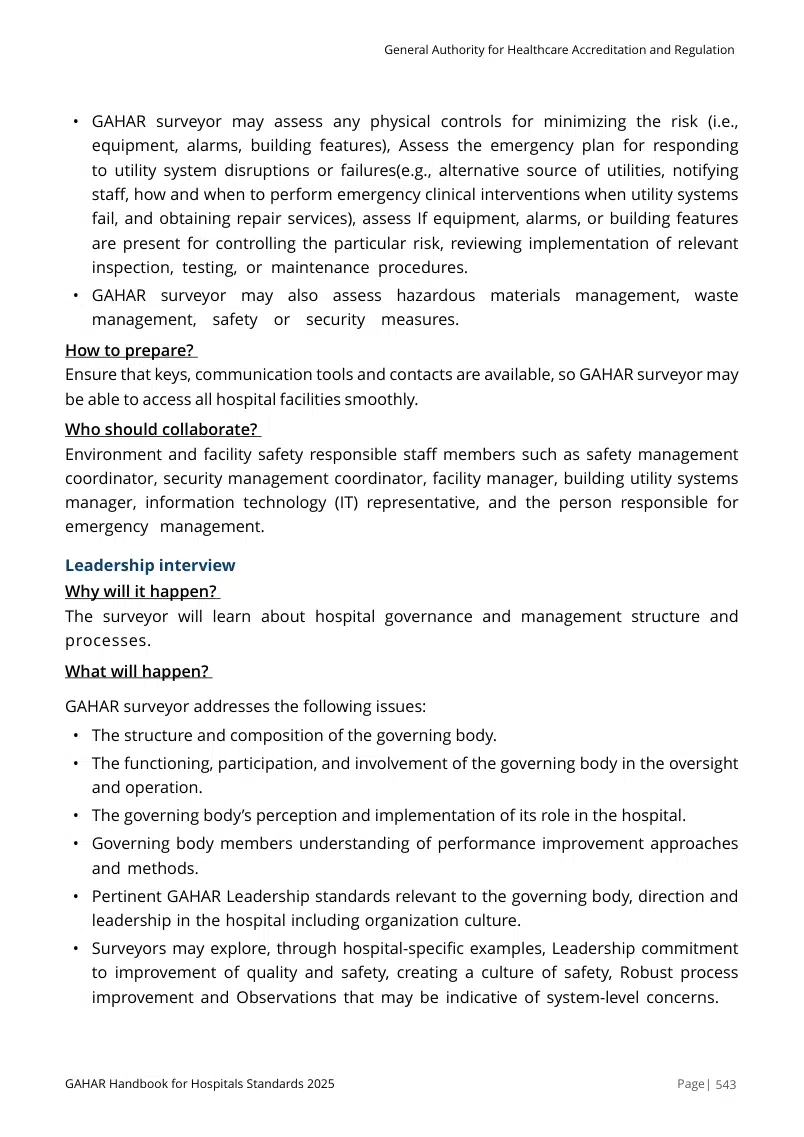 General Authority for Healthcare Accreditation and Regulation
• GAHAR surveyor may assess any physical controls for minimizing the risk (i.e.,
equipment, alarms, building features), Assess the emergency plan for responding
to utility system disruptions or failures(e.g., alternative source of utilities, notifying
staff, how and when to perform emergency clinical interventions when utility systems
fail, and obtaining repair services), assess If equipment, alarms, or building features
are present for controlling the particular risk, reviewing implementation of relevant
inspection, testing, or maintenance procedures.
• GAHAR surveyor may also assess hazardous materials management, waste
management, safety or security measures.
How to prepare?
Ensure that keys, communication tools and contacts are available, so GAHAR surveyor may
be able to access all hospital facilities smoothly.
Who should collaborate?
Environment and facility safety responsible staff members such as safety management
coordinator, security management coordinator, facility manager, building utility systems
manager, information technology (IT) representative, and the person responsible for
emergency management.
Leadership interview
Why will it happen?
The surveyor will learn about hospital governance and management structure and
processes.
What will happen?
GAHAR surveyor addresses the following issues:
• The structure and composition of the governing body.
• The functioning, participation, and involvement of the governing body in the oversight
and operation.
• The governing body’s perception and implementation of its role in the hospital.
• Governing body members understanding of performance improvement approaches
and methods.
• Pertinent GAHAR Leadership standards relevant to the governing body, direction and
leadership in the hospital including organization culture.
• Surveyors may explore, through hospital-specific examples, Leadership commitment
to improvement of quality and safety, creating a culture of safety, Robust process
improvement and Observations that may be indicative of system-level concerns.
GAHAR Handbook for Hospitals Standards 2025
Page| 543